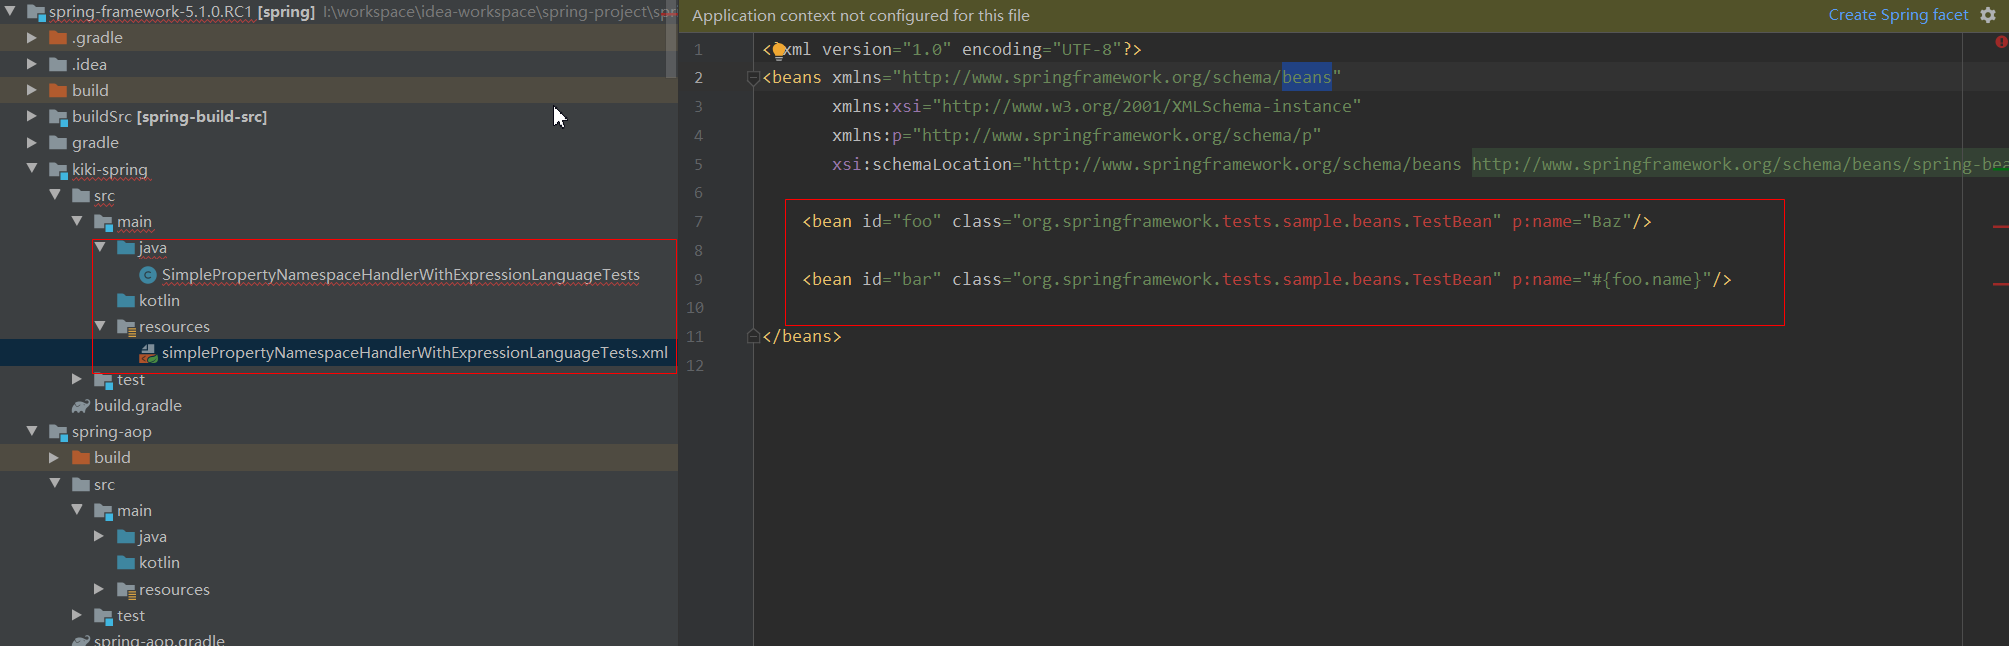 spring-framework-5.1.0.RC1 [spring] I:\workspace\idea-workspace\spring-project\spr
.gradle
.idea
build
buildSrc [spring-build-src]
gradle
kiki-spring
src
main
java
SimplePropertyNamespaceHandlerWithExpressionLanguageTests
kotlin
resources
simplePropertyNamespaceHandlerWithExpressionLanguageTests.xml
test
build.gradle
spring-aop
build
src
main
java
kotlin
resources
test
spring-aop.gradle
Application context not configured for this file
Create Spring facet
1 <?xml version="1.0" encoding="UTF-8"?>
2 <beans xmlns="http://www.springframework.org/schema/beans"
3 xmlns:xsi="http://www.w3.org/2001/XMLSchema-instance"
4 xmlns:p="http://www.springframework.org/schema/p"
5 xsi:schemaLocation="http://www.springframework.org/schema/beans http://www.springframework.org/schema/beans/spring-bea
6
7 <bean id="foo" class="org.springframework.tests.sample.beans.TestBean" p:name="Baz"/>
8
9 <bean id="bar" class="org.springframework.tests.sample.beans.TestBean" p:name="#{foo.name}"/>
10
11 </beans>
12